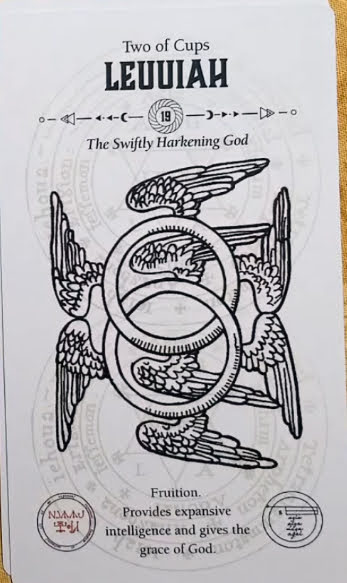 Two of Cups
LEUUIAH
19
The Swiftly Harkening God
Fruition.
Provides expansive
intelligence and gives the
grace of God.